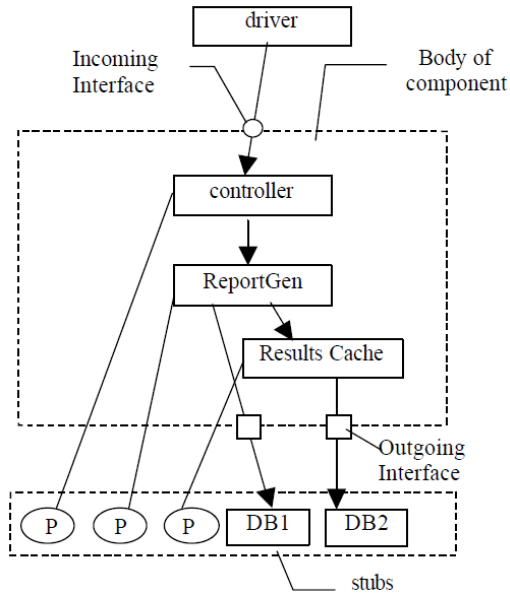 driver
Incoming
Interface
Body of
component
controller
ReportGen
Results Cache
Outgoing
Interface
P
P
P
DB1
DB2
stubs